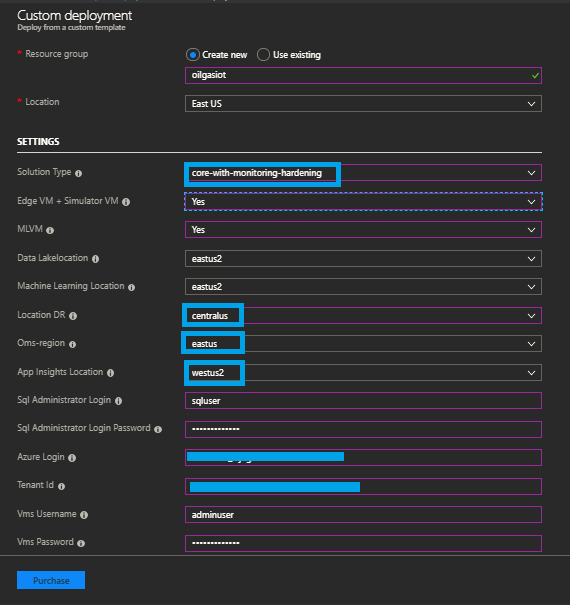 Custom deployment
Deploy from a custom template
* Resource group
Create new Use existing
oilgasiot
* Location East US
SETTINGS
Solution Type core-with-monitoring-hardening
Edge VM + Simulator VM Yes
MLVM Yes
Data Lakelocation eastus2
Machine Learning Location eastus2
Location DR centralus
Oms-region eastus
App Insights Location westus2
Sql Administrator Login sqluser
Sql Administrator Login Password •••••••••••••
Azure Login
Tenant Id
Vms Username adminuser
Vms Password •••••••••••••
Purchase